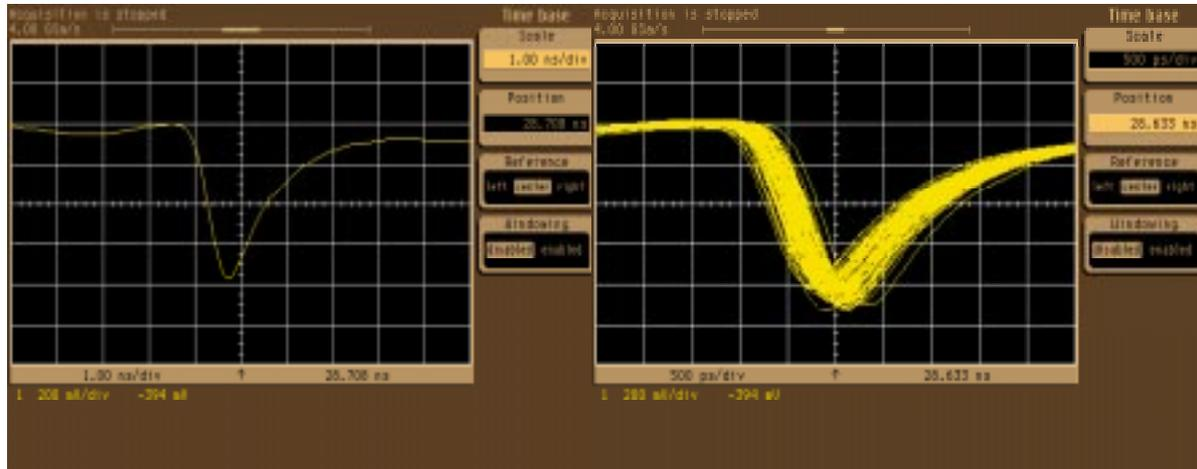 Acquisition is stopped
4.00 GSa/s
Time base
Scale
1.00 ns/div
Position
28.708 ns
Reference
left center right
Windowing
disabled enabled
1.00 ns/div
28.708 ns
1 200 mV/div -394 mV
Acquisition is stopped
4.00 GSa/s
Time base
Scale
500 ps/div
Position
28.633 ns
Reference
left center right
Windowing
disabled enabled
500 ps/div
28.633 ns
1 200 mV/div -394 mV